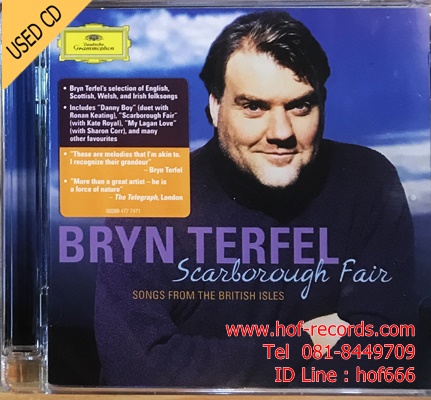 USED CD
Deutsche
Grammophon
• Bryn Terfel's selection of English,
Scottish, Welsh, and Irish folksongs
• Includes "Danny Boy" (duet with
Ronan Keating), "Scarborough Fair"
(with Kate Royal), "My Lagan Love"
(with Sharon Corr), and many
other favourites
• "These are melodies that I'm akin to.
I recognize their grandeur"
– Bryn Terfel
• "More than a great artist – he is
a force of nature"
– The Telegraph, London
BRYN TERFEL
Scarborough Fair
SONGS FROM THE BRITISH ISLES
www.hof-records.com
Tel 081-8449709
ID Line : hof666